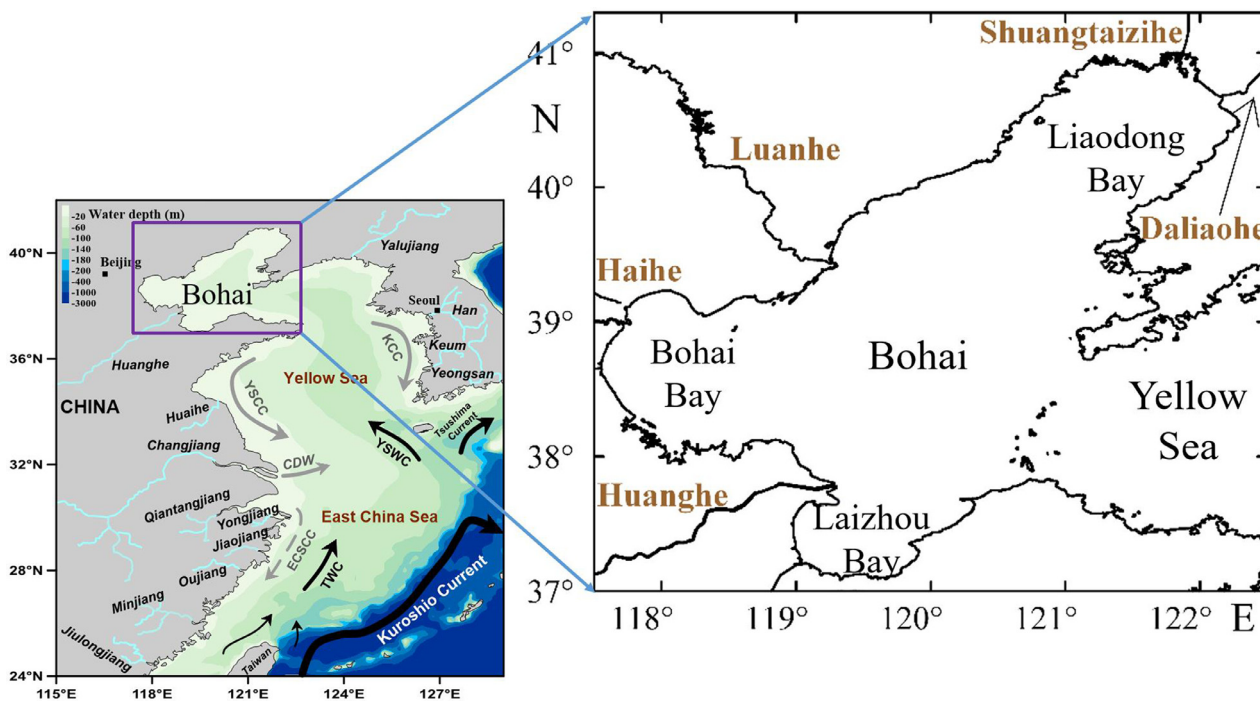 Water depth (m)
-20
-60
-100
-140
-180
-200
-400
-1000
-3000
40°N
36°N
32°N
28°N
24°N
115°E
118°E
121°E
124°E
127°E
Beijing
Bohai
Yalujiang
Seoul
Han
Keum
Yeongsan
KCC
Huanghe
Yellow Sea
CHINA
YSCC
Huaihe
Tsushima
Current
YSWC
Changjiang
CDW
Qiantangjiang
Yongjiang
East China Sea
Jiaojiang
ECSCC
Oujiang
TWC
Minjiang
Kuroshio Current
Jiulongjiang
Taiwan
41°
N
40°
39°
38°
37°
118°
119°
120°
121°
122°
E
Shuangtaizihe
Luanhe
Liaodong
Bay
Daliaohe
Haihe
Bohai
Bay
Bohai
Yellow
Sea
Huanghe
Laizhou
Bay